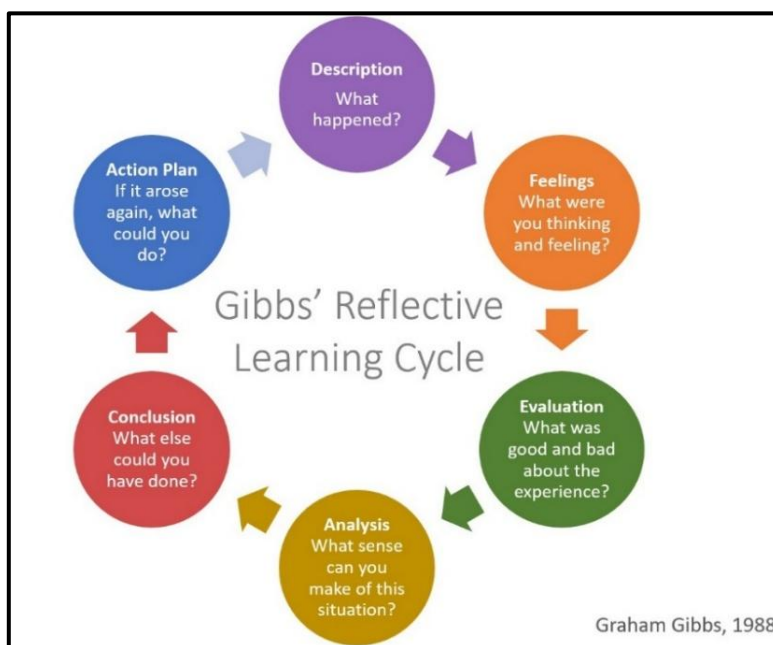 Description
What
happened?
Feelings
What were
you thinking
and feeling?
Evaluation
What was
good and bad
about the
experience?
Analysis
What sense
can you
make of this
situation?
Conclusion
What else
could you
have done?
Action Plan
If it arose
again, what
could you
do?
Gibbs' Reflective
Learning Cycle
Graham Gibbs, 1988